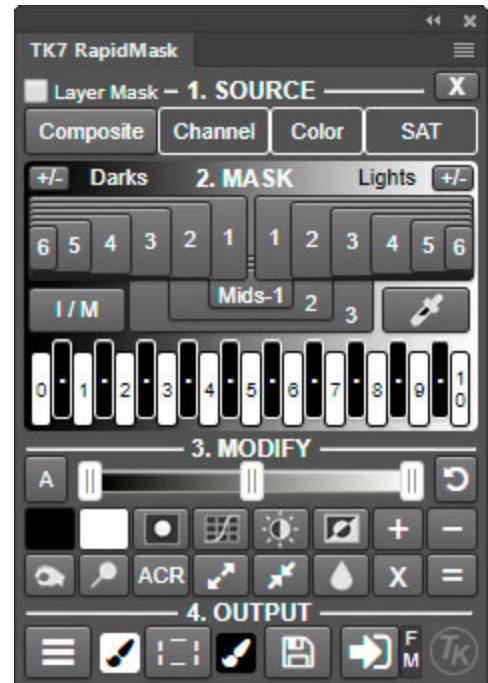 TK7 RapidMask
Layer Mask 1. SOURCE X
Composite Channel Color SAT
+/- Darks 2. MASK Lights +/-
6 5 4 3 2 1 1 2 3 4 5 6
I / M Mids-1 2 3
0 1 2 3 4 5 6 7 8 9 10
3. MODIFY
A
+ -
ACR X =
4. OUTPUT
F
M TK